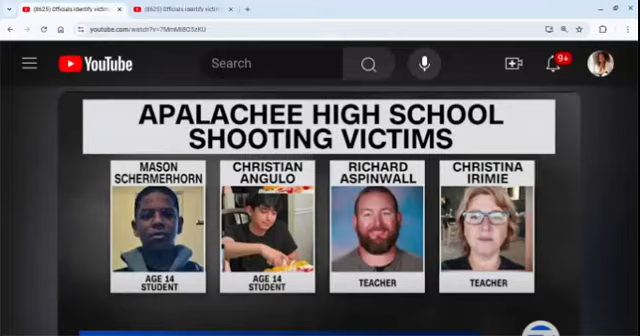 (8625) Officials identify victim
(8625) Officials identify victim
youtube.com/watch?v=
YouTube
Search
9+
APALACHEE HIGH SCHOOL
SHOOTING VICTIMS
MASON
SCHERMERHORN
CHRISTIAN
ANGULO
RICHARD
ASPINWALL
CHRISTINA
IRIMIE
AGE 14
STUDENT
AGE 14
STUDENT
TEACHER
TEACHER